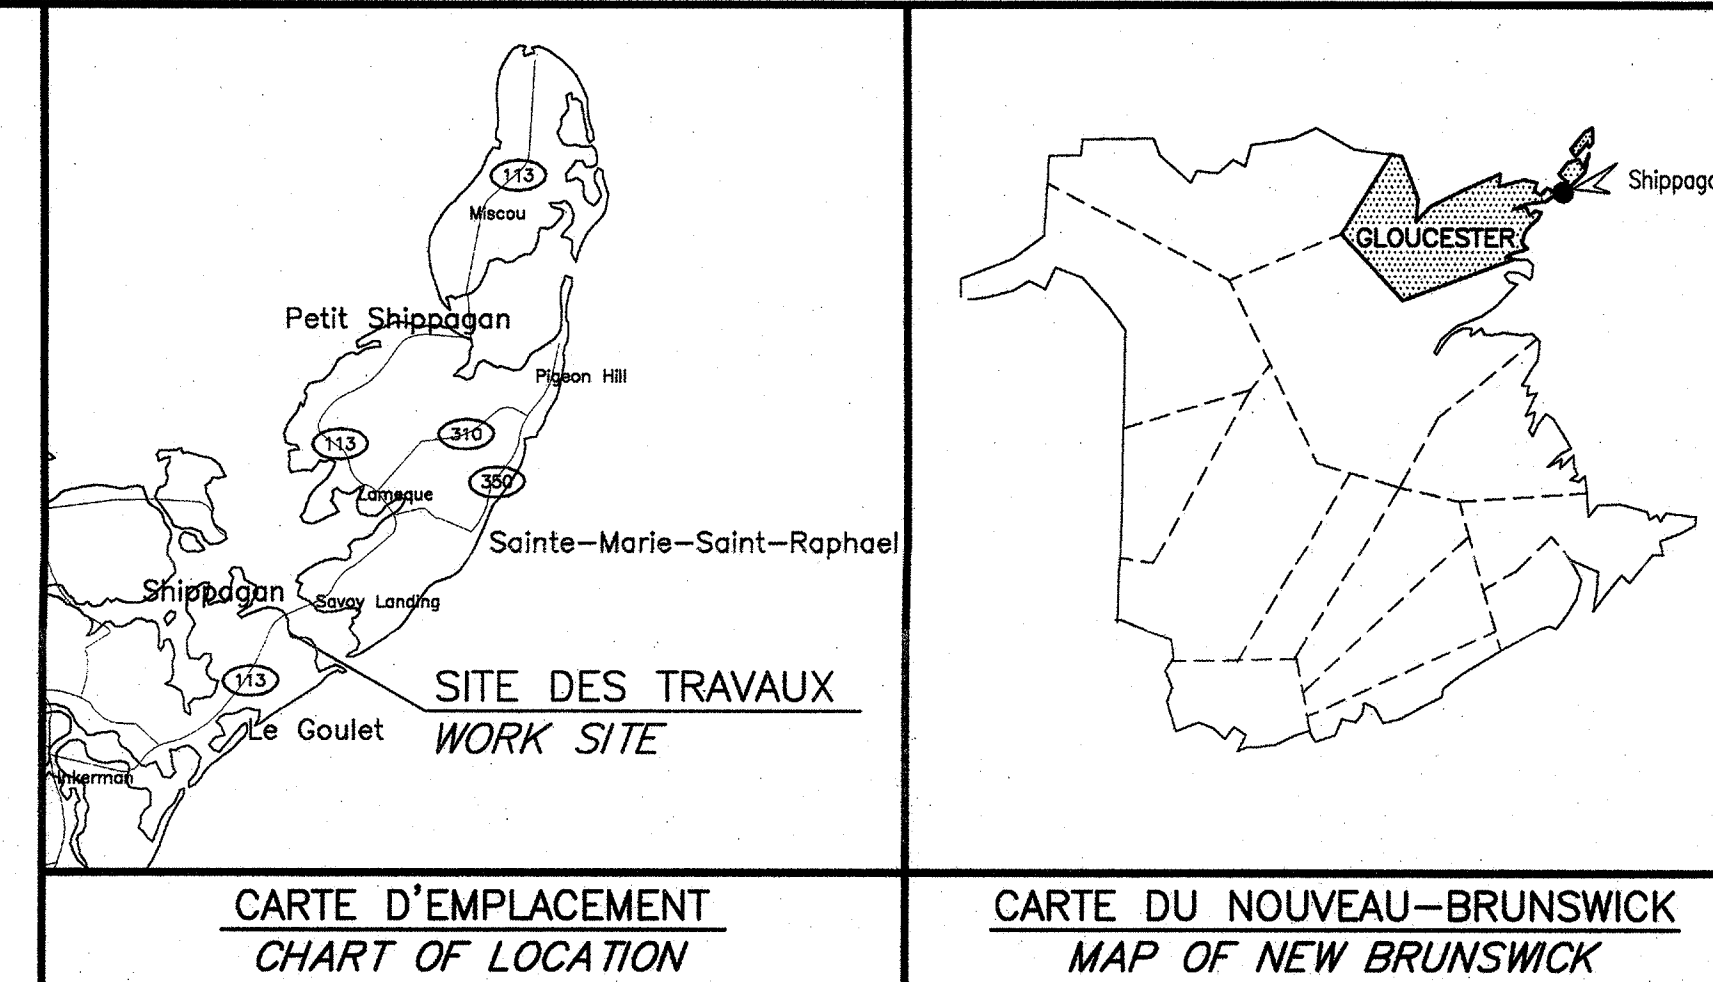 113
Miscou
Petit Shippagan
Pigeon Hill
310
113
350
Lameque
Sainte-Marie-Saint-Raphael
Shippagan
Savoy Landing
113
SITE DES TRAVAUX
WORK SITE
Le Goulet
Inkerman
CARTE D'EMPLACEMENT
CHART OF LOCATION
Shippaga
GLOUCESTER
CARTE DU NOUVEAU-BRUNSWICK
MAP OF NEW BRUNSWICK